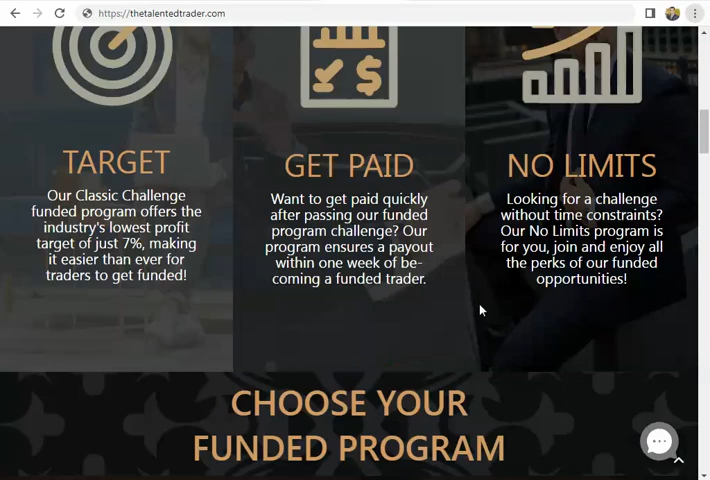 https://thetalentedtrader.com
TARGET
Our Classic Challenge
funded program offers the
industry's lowest profit
target of just 7%, making
it easier than ever for
traders to get funded!
GET PAID
Want to get paid quickly
after passing our funded
program challenge? Our
program ensures a payout
within one week of be-
coming a funded trader.
NO LIMITS
Looking for a challenge
without time constraints?
Our No Limits program is
for you, join and enjoy all
the perks of our funded
opportunities!
CHOOSE YOUR
FUNDED PROGRAM